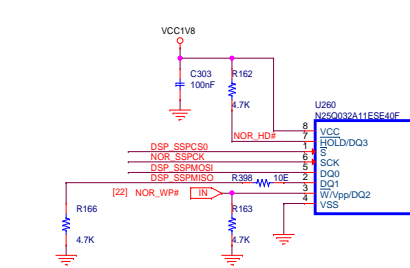 VCC1V8
C303
100nF
R162
4.7K
U260
N25Q032A11ESE40F
NOR_HD#
8
VCC
7
HOLD/DQ3
DSP_SSPCS0
1
S
NOR_SSPCK
6
SCK
DSP_SSPMOSI
5
DQ0
DSP_SSPMISO
R398
10E
2
DQ1
[22] NOR_WP#
IN
3
W/Vpp/DQ2
4
VSS
R166
4.7K
R163
4.7K